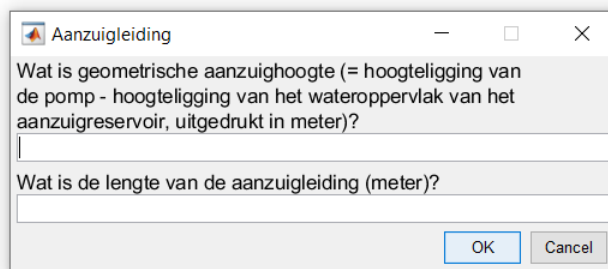 Aanzuigleiding
Wat is geometrische aanzuighoogte (= hoogteligging van
de pomp - hoogteligging van het wateroppervlak van het
aanzuigreservoir, uitgedrukt in meter)?
Wat is de lengte van de aanzuigleiding (meter)?
OK Cancel